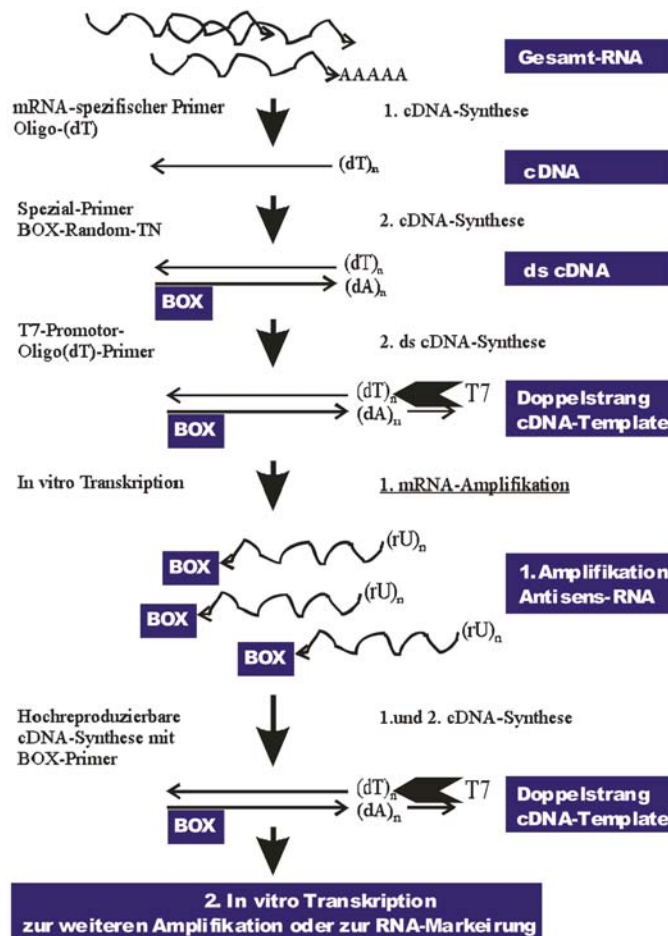 AAAAA
Gesamt-RNA
mRNA-spezifischer Primer
Oligo-(dT)
1. cDNA-Synthese
(dT)n
cDNA
Spezial-Primer
BOX-Random-TN
2. cDNA-Synthese
(dT)n
(dA)n
BOX
ds cDNA
T7-Promotor-
Oligo(dT)-Primer
2. ds cDNA-Synthese
(dT)n T7
(dA)n
BOX
Doppelstrang
cDNA-Template
In vitro Transkription
1. mRNA-Amplifikation
(rU)n
BOX
(rU)n
BOX
(rU)n
BOX
1.Amplifikation
Antisens-RNA
Hochreproduzierbare
cDNA-Synthese mit
BOX-Primer
1.und 2. cDNA-Synthese
(dT)n T7
(dA)n
BOX
Doppelstrang
cDNA-Template
2. In vitro Transkription
zur weiteren Amplifikation oder zur RNA-Markeirung